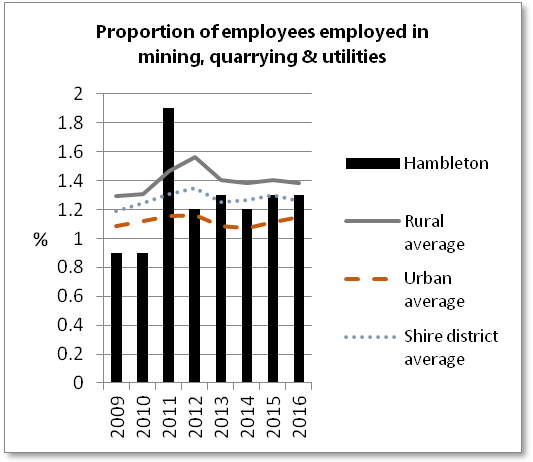 Proportion of employees employed in
mining, quarrying & utilities
2
1.8
1.6
1.4
1.2
1
0.8
0.6
0.4
0.2
0
%
2009
2010
2011
2012
2013
2014
2015
2016
Hambleton
Rural
average
Urban
average
Shire district
average